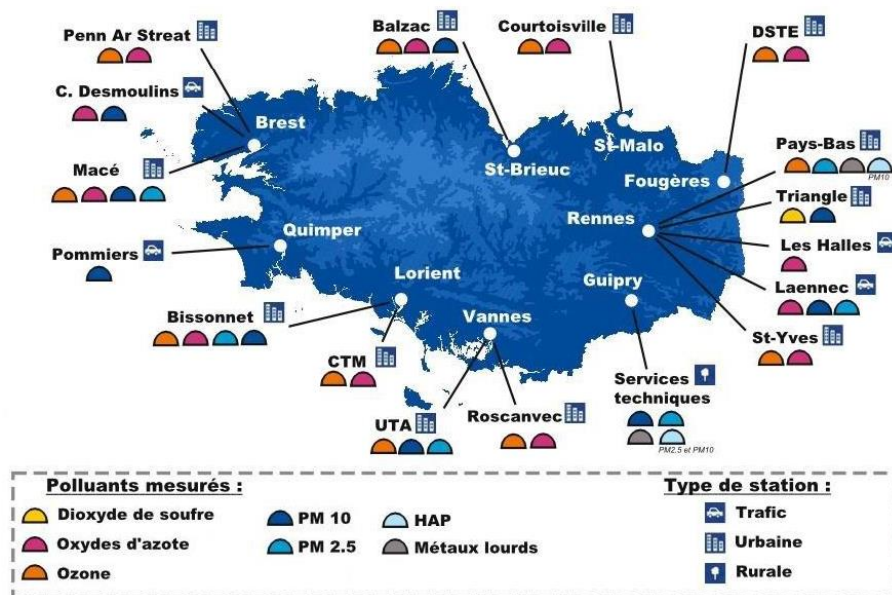 Penn Ar Streat
Balzac
Courtoisville
DSTE
C. Desmoulins
Brest
St-Malo
Pays-Bas
PM10
St-Brieuc
Macé
Fougères
Triangle
Rennes
Les Halles
Quimper
Pommiers
Lorient
Guipry
Laennec
Bissonnet
Vannes
St-Yves
CTM
Services
techniques
UTA
Roscanvec
PM2.5 et PM10
Polluants mesurés :
Type de station :
Dioxyde de soufre
PM 10
HAP
Trafic
Oxydes d'azote
PM 2.5
Métaux lourds
Urbaine
Ozone
Rurale